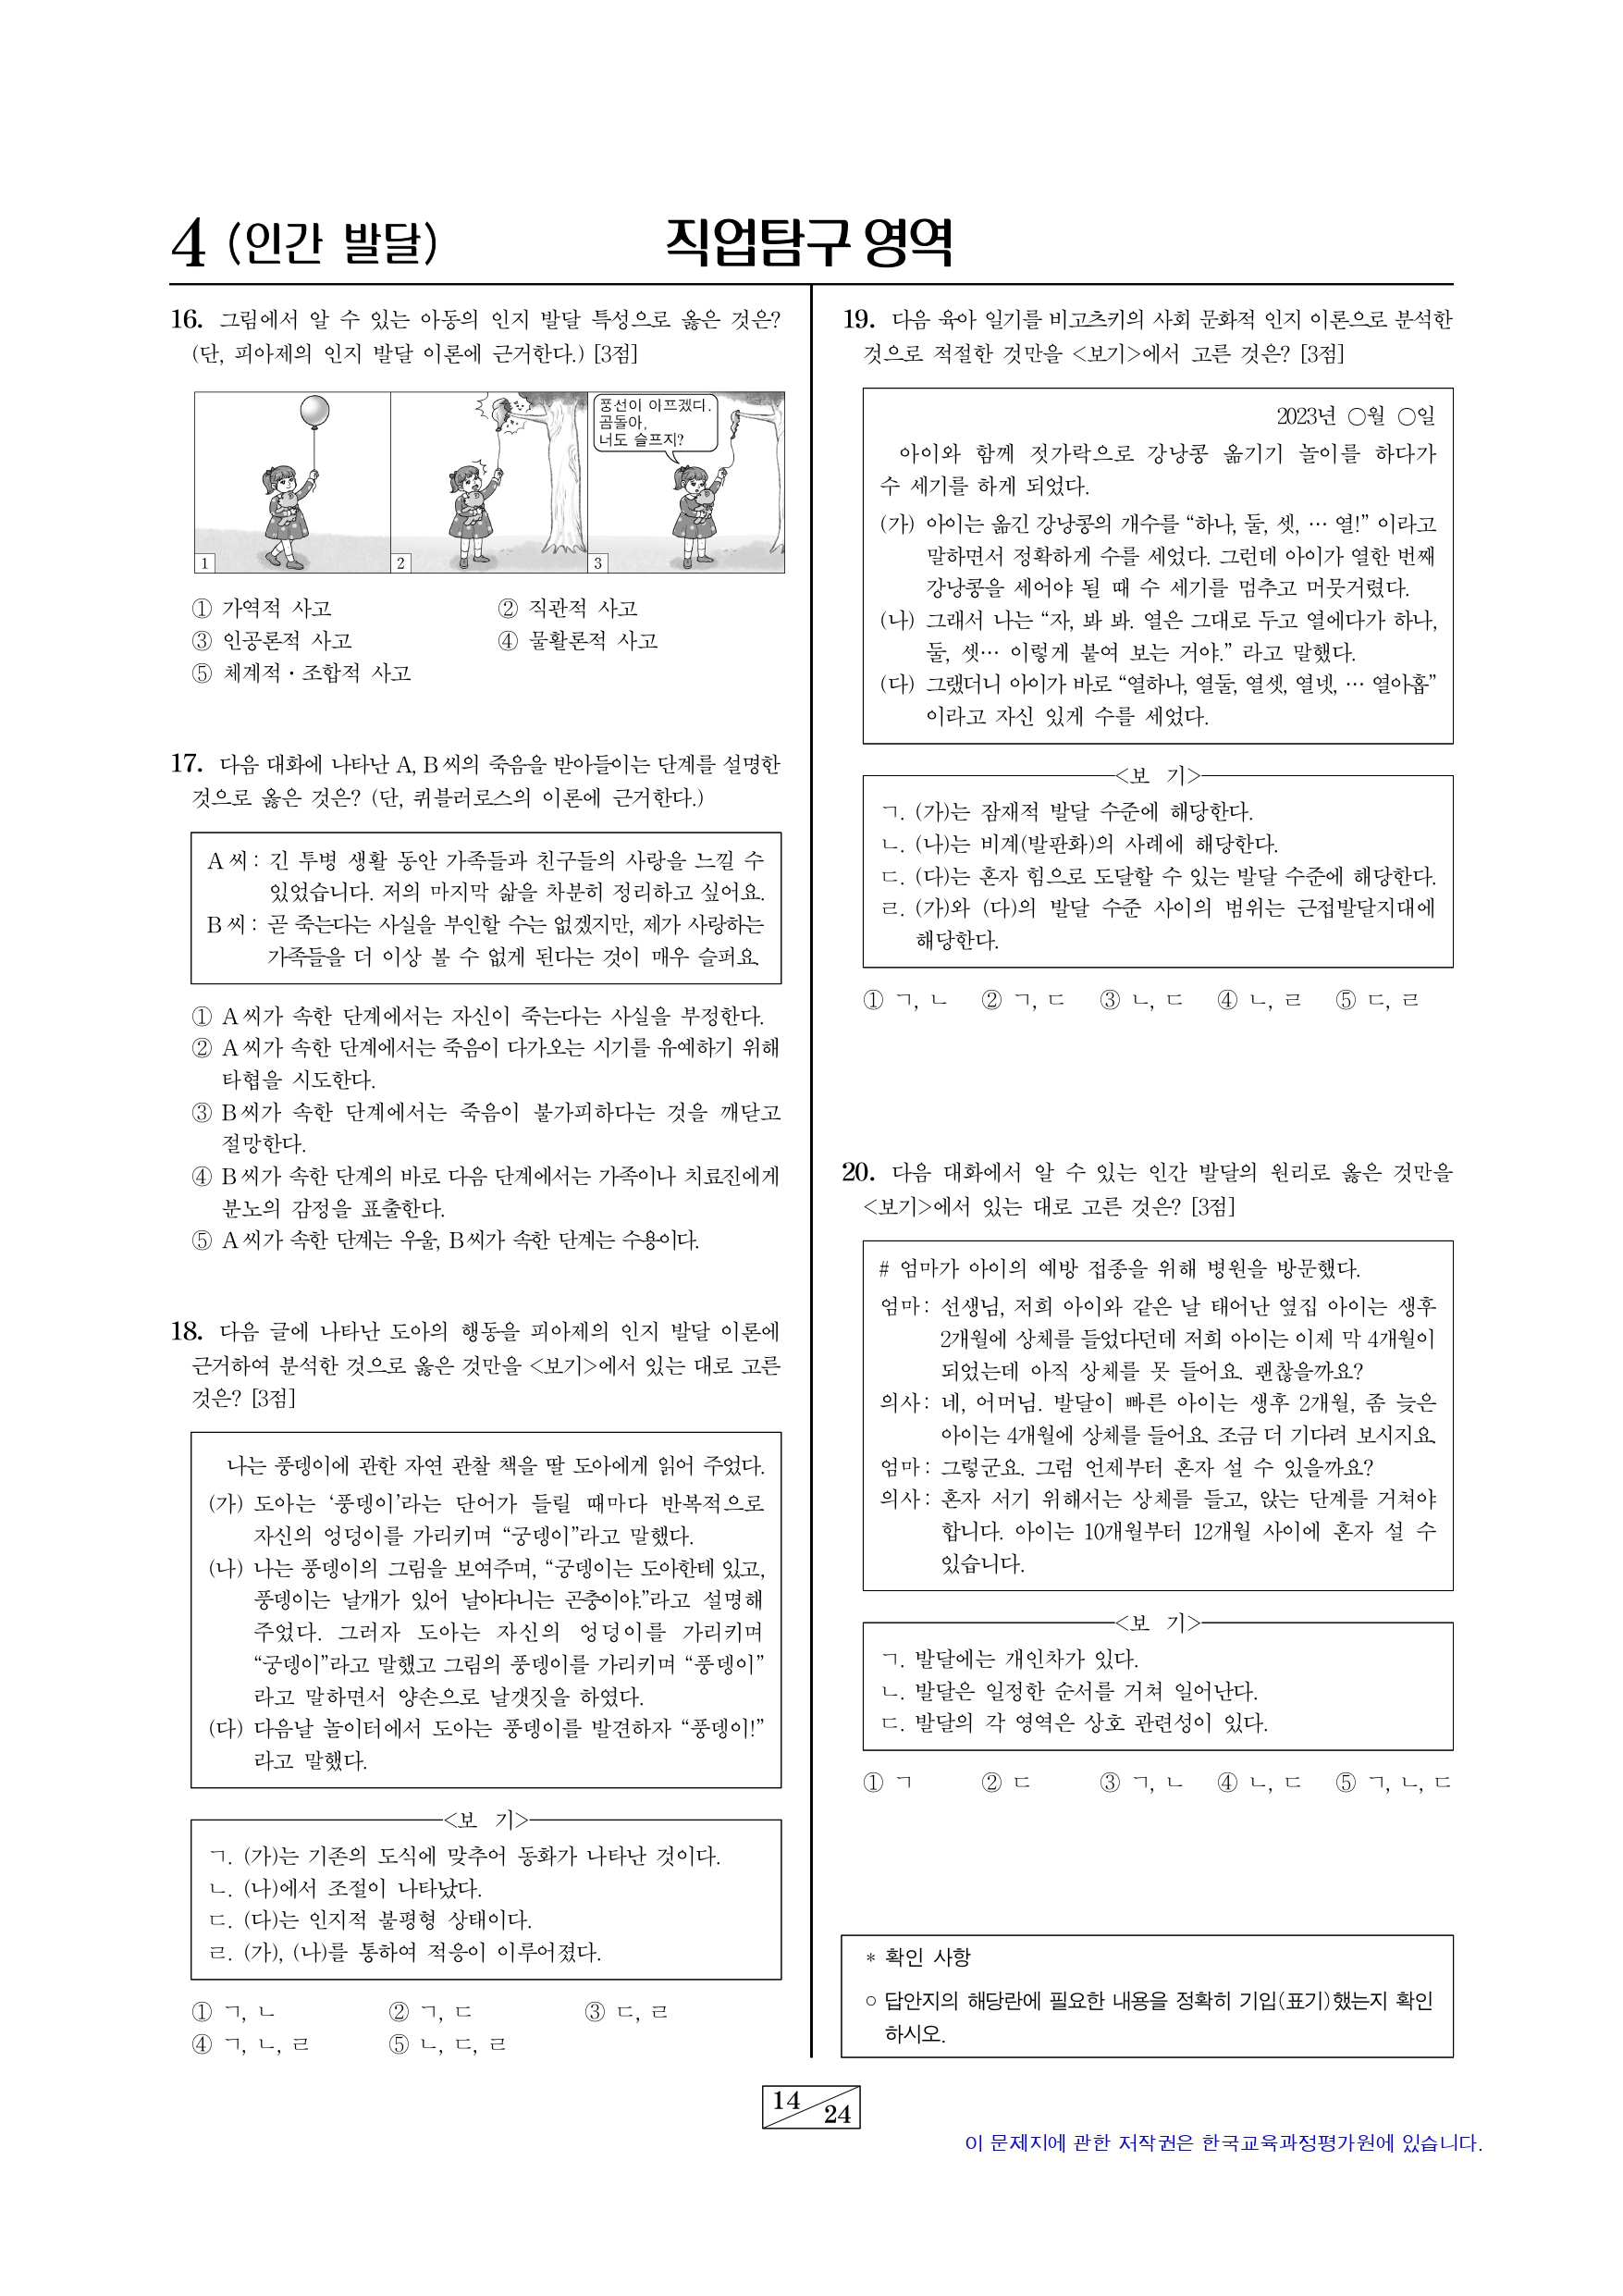 4 (인간 발달)
직업탐구 영역
16. 그림에서 알 수 있는 아동의 인지 발달 특성으로 옳은 것은?
(단, 피아제의 인지 발달 이론에 근거한다.) [3점]
풍선이 아프겠다.
곰돌아,
너도 슬프지?
1
2
3
① 가역적 사고
② 직관적 사고
③ 인공론적 사고
④ 물활론적 사고
⑤ 체계적·조합적 사고
17. 다음 대화에 나타난 A, B 씨의 죽음을 받아들이는 단계를 설명한
것으로 옳은 것은? (단, 퀴블러로스의 이론에 근거한다.)
A 씨 : 긴 투병 생활 동안 가족들과 친구들의 사랑을 느낄 수
있었습니다. 저의 마지막 삶을 차분히 정리하고 싶어요.
B 씨 : 곧 죽는다는 사실을 부인할 수는 없겠지만, 제가 사랑하는
가족들을 더 이상 볼 수 없게 된다는 것이 매우 슬퍼요.
① A 씨가 속한 단계에서는 자신이 죽는다는 사실을 부정한다.
② A 씨가 속한 단계에서는 죽음이 다가오는 시기를 유예하기 위해
타협을 시도한다.
③ B 씨가 속한 단계에서는 죽음이 불가피하다는 것을 깨닫고
절망한다.
④ B 씨가 속한 단계의 바로 다음 단계에서는 가족이나 치료진에게
분노의 감정을 표출한다.
⑤ A 씨가 속한 단계는 우울, B 씨가 속한 단계는 수용이다.
18. 다음 글에 나타난 도아의 행동을 피아제의 인지 발달 이론에
근거하여 분석한 것으로 옳은 것만을 <보기>에서 있는 대로 고른
것은? [3점]
나는 풍뎅이에 관한 자연 관찰 책을 딸 도아에게 읽어 주었다.
(가) 도아는 ‘풍뎅이’라는 단어가 들릴 때마다 반복적으로
자신의 엉덩이를 가리키며 “궁뎅이”라고 말했다.
(나) 나는 풍뎅이의 그림을 보여주며, “궁뎅이는 도아한테 있고,
풍뎅이는 날개가 있어 날아다니는 곤충이야.”라고 설명해
주었다. 그러자 도아는 자신의 엉덩이를 가리키며
“궁뎅이”라고 말했고 그림의 풍뎅이를 가리키며 “풍뎅이”
라고 말하면서 양손으로 날갯짓을 하였다.
(다) 다음날 놀이터에서 도아는 풍뎅이를 발견하자 “풍뎅이!”
라고 말했다.
<보 기>
ㄱ. (가)는 기존의 도식에 맞추어 동화가 나타난 것이다.
ㄴ. (나)에서 조절이 나타났다.
ㄷ. (다)는 인지적 불평형 상태이다.
ㄹ. (가), (나)를 통하여 적응이 이루어졌다.
① ㄱ, ㄴ
② ㄱ, ㄷ
③ ㄷ, ㄹ
④ ㄱ, ㄴ, ㄹ
⑤ ㄴ, ㄷ, ㄹ
19. 다음 육아 일기를 비고츠키의 사회 문화적 인지 이론으로 분석한
것으로 적절한 것만을 <보기>에서 고른 것은? [3점]
2023년 ○월 ○일
아이와 함께 젓가락으로 강낭콩 옮기기 놀이를 하다가
수 세기를 하게 되었다.
(가) 아이는 옮긴 강낭콩의 개수를 “하나, 둘, 셋, … 열!” 이라고
말하면서 정확하게 수를 세었다. 그런데 아이가 열한 번째
강낭콩을 세어야 될 때 수 세기를 멈추고 머뭇거렸다.
(나) 그래서 나는 “자, 봐 봐. 열은 그대로 두고 열에다가 하나,
둘, 셋… 이렇게 붙여 보는 거야.” 라고 말했다.
(다) 그랬더니 아이가 바로 “열하나, 열둘, 열셋, 열넷, … 열아홉”
이라고 자신 있게 수를 세었다.
<보 기>
ㄱ. (가)는 잠재적 발달 수준에 해당한다.
ㄴ. (나)는 비계(발판화)의 사례에 해당한다.
ㄷ. (다)는 혼자 힘으로 도달할 수 있는 발달 수준에 해당한다.
ㄹ. (가)와 (다)의 발달 수준 사이의 범위는 근접발달지대에
해당한다.
① ㄱ, ㄴ ② ㄱ, ㄷ ③ ㄴ, ㄷ ④ ㄴ, ㄹ ⑤ ㄷ, ㄹ
20. 다음 대화에서 알 수 있는 인간 발달의 원리로 옳은 것만을
<보기>에서 있는 대로 고른 것은? [3점]
# 엄마가 아이의 예방 접종을 위해 병원을 방문했다.
엄마 : 선생님, 저희 아이와 같은 날 태어난 옆집 아이는 생후
2개월에 상체를 들었다던데 저희 아이는 이제 막 4개월이
되었는데 아직 상체를 못 들어요. 괜찮을까요?
의사 : 네, 어머님. 발달이 빠른 아이는 생후 2개월, 좀 늦은
아이는 4개월에 상체를 들어요. 조금 더 기다려 보시지요.
엄마 : 그렇군요. 그럼 언제부터 혼자 설 수 있을까요?
의사 : 혼자 서기 위해서는 상체를 들고, 앉는 단계를 거쳐야
합니다. 아이는 10개월부터 12개월 사이에 혼자 설 수
있습니다.
<보 기>
ㄱ. 발달에는 개인차가 있다.
ㄴ. 발달은 일정한 순서를 거쳐 일어난다.
ㄷ. 발달의 각 영역은 상호 관련성이 있다.
① ㄱ ② ㄷ ③ ㄱ, ㄴ ④ ㄴ, ㄷ ⑤ ㄱ, ㄴ, ㄷ
* 확인 사항
○ 답안지의 해당란에 필요한 내용을 정확히 기입(표기)했는지 확인
하시오.
14
24
이 문제지에 관한 저작권은 한국교육과정평가원에 있습니다.